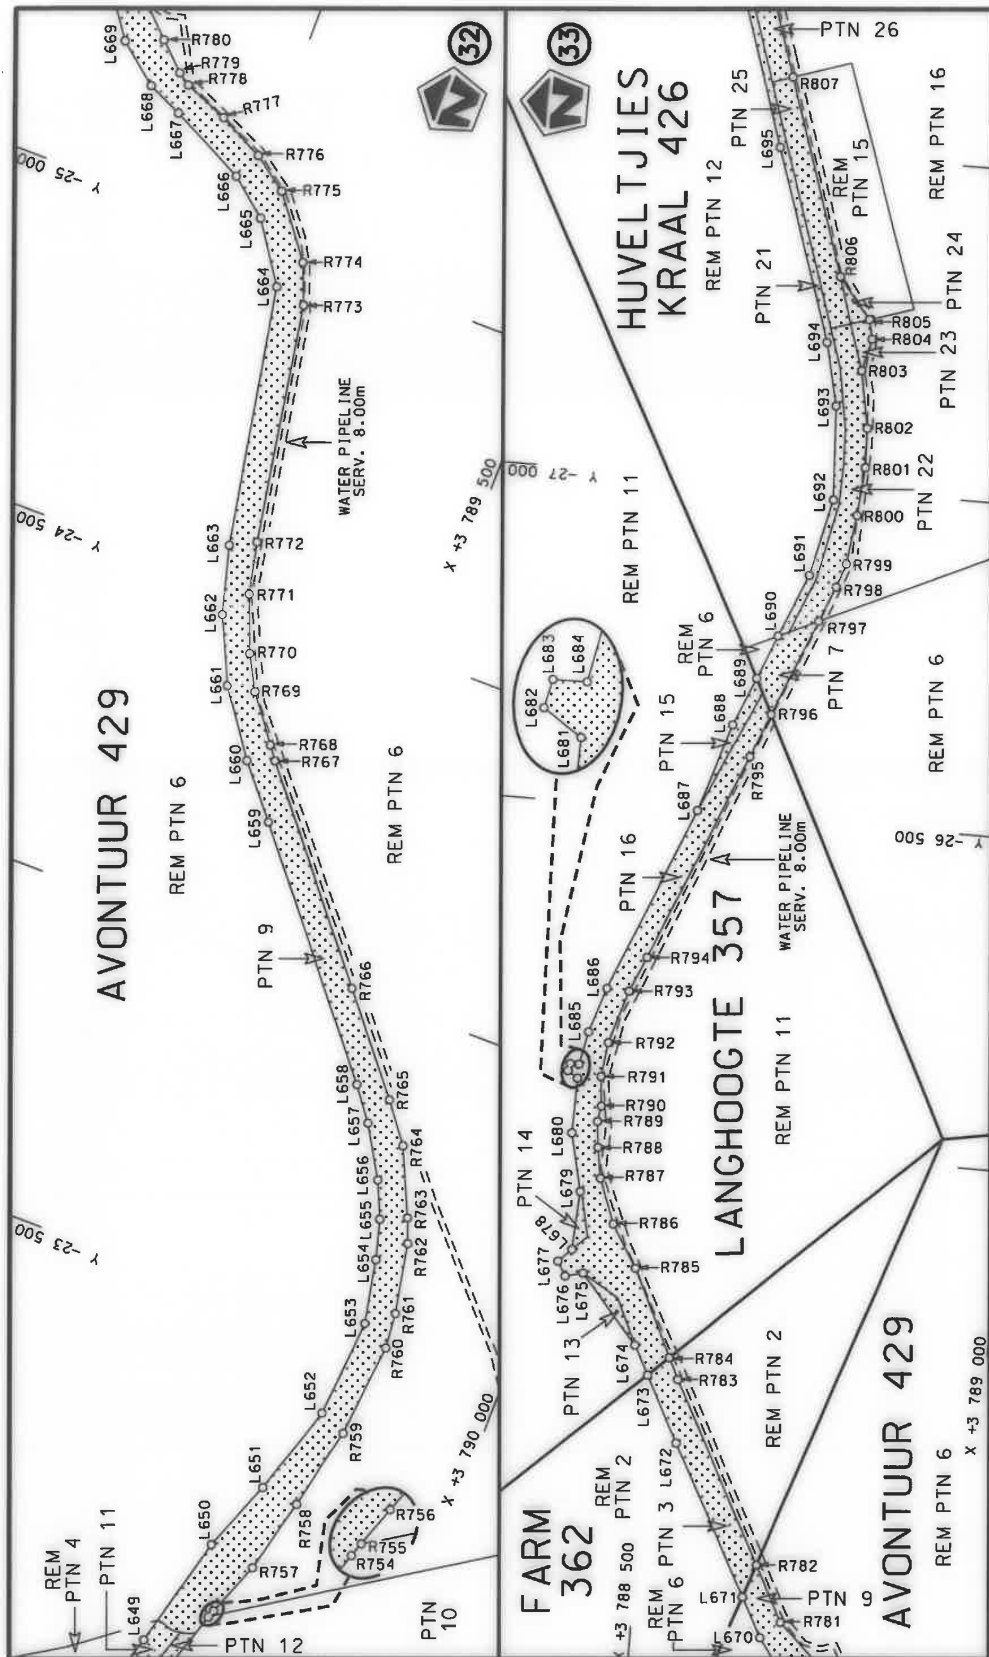 32
L649
L650
L651
L652
L653
L654
L655
L656
L657
L658
L659
L660
L661
L662
L663
L664
L665
L666
L667
L668
L669
R754
R755
R756
R757
R758
R759
R760
R761
R762
R763
R764
R765
R766
R767
R768
R769
R770
R771
R772
R773
R774
R775
R776
R777
R778
R779
R780
AVONTUUR 429
REM PTN 6
REM PTN 6
PTN 9
REM
PTN 4
PTN 11
PTN 12
PTN
10
WATER PIPELINE
SERV. 8.00m
Y -23 500
Y -24 500
Y -25 000
X +3 790 000
X +3 789 500
N
33
N
L670
L671
L672
L673
L674
L675
L676
L677
L678
L679
L680
L681
L682
L683
L684
L685
L686
L687
L688
L689
L690
L691
L692
L693
L694
L695
R781
R782
R783
R784
R785
R786
R787
R788
R789
R790
R791
R792
R793
R794
R795
R796
R797
R798
R799
R800
R801
R802
R803
R804
R805
R806
R807
FARM
362
REM
PTN 2
PTN 3
REM
PTN 6
X +3 788 500
PTN 9
AVONTUUR 429
REM PTN 6
REM PTN 2
X +3 789 000
PTN 13
PTN 14
LANGHOOGTE 357
REM PTN 11
REM PTN 11
PTN 16
PTN 15
WATER PIPELINE
SERV. 8.00m
Y -26 500
Y -27 000
REM
PTN 6
PTN 7
REM PTN 6
HUVELTJIES
KRAAL 426
REM PTN 12
PTN 21
PTN 22
PTN 23
PTN 24
PTN 25
PTN 26
REM
PTN 15
REM PTN 16